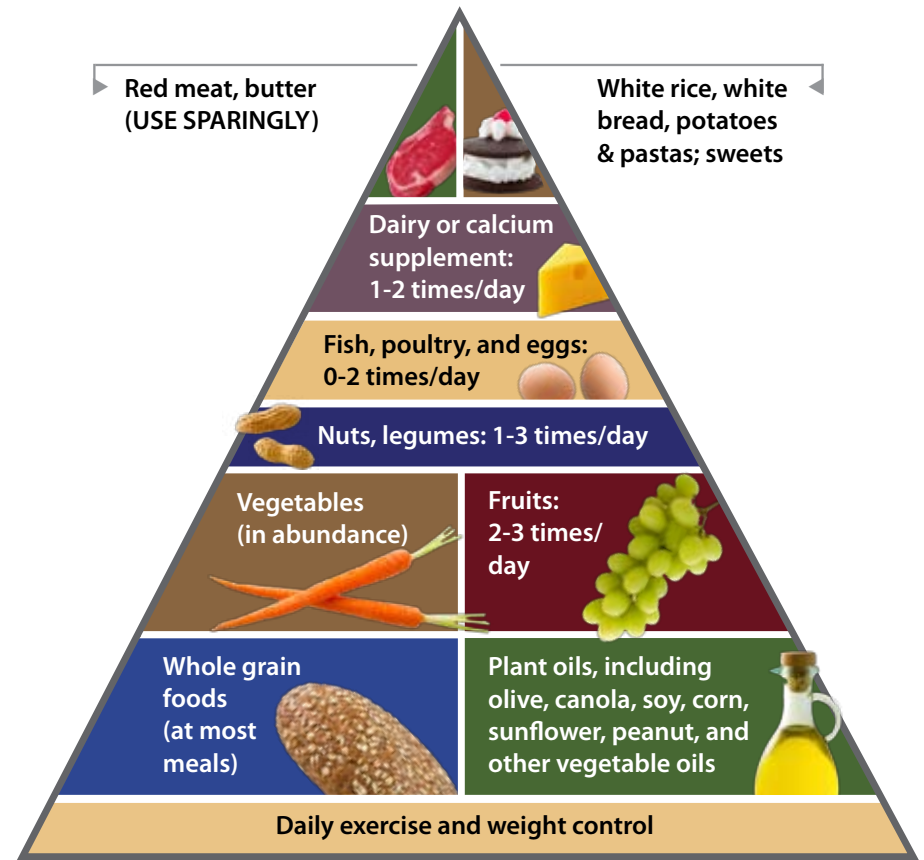 Red meat, butter
(USE SPARINGLY)
White rice, white
bread, potatoes
& pastas; sweets
Dairy or calcium
supplement:
1-2 times/day
Fish, poultry, and eggs:
0-2 times/day
Nuts, legumes: 1-3 times/day
Vegetables
(in abundance)
Fruits:
2-3 times/
day
Whole grain
foods
(at most
meals)
Plant oils, including
olive, canola, soy, corn,
sunflower, peanut, and
other vegetable oils
Daily exercise and weight control